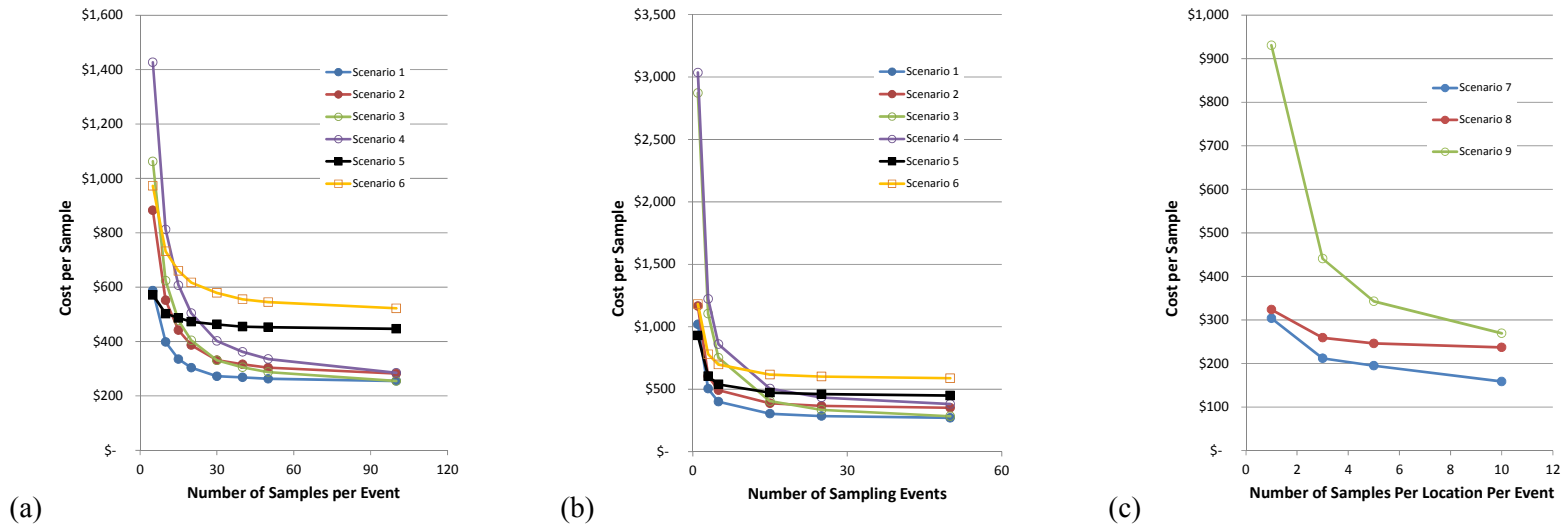 $1,600
$1,400
$1,200
$1,000
$800
$600
$400
$200
$-
Cost per Sample
0
30
60
90
120
Number of Samples per Event
Scenario 1
Scenario 2
Scenario 3
Scenario 4
Scenario 5
Scenario 6
(a)
$3,500
$3,000
$2,500
$2,000
$1,500
$1,000
$500
$-
Cost per Sample
0
30
60
Number of Sampling Events
Scenario 1
Scenario 2
Scenario 3
Scenario 4
Scenario 5
Scenario 6
(b)
$1,000
$900
$800
$700
$600
$500
$400
$300
$200
$100
$-
Cost per Sample
0
2
4
6
8
10
12
Number of Samples Per Location Per Event
Scenario 7
Scenario 8
Scenario 9
(c)